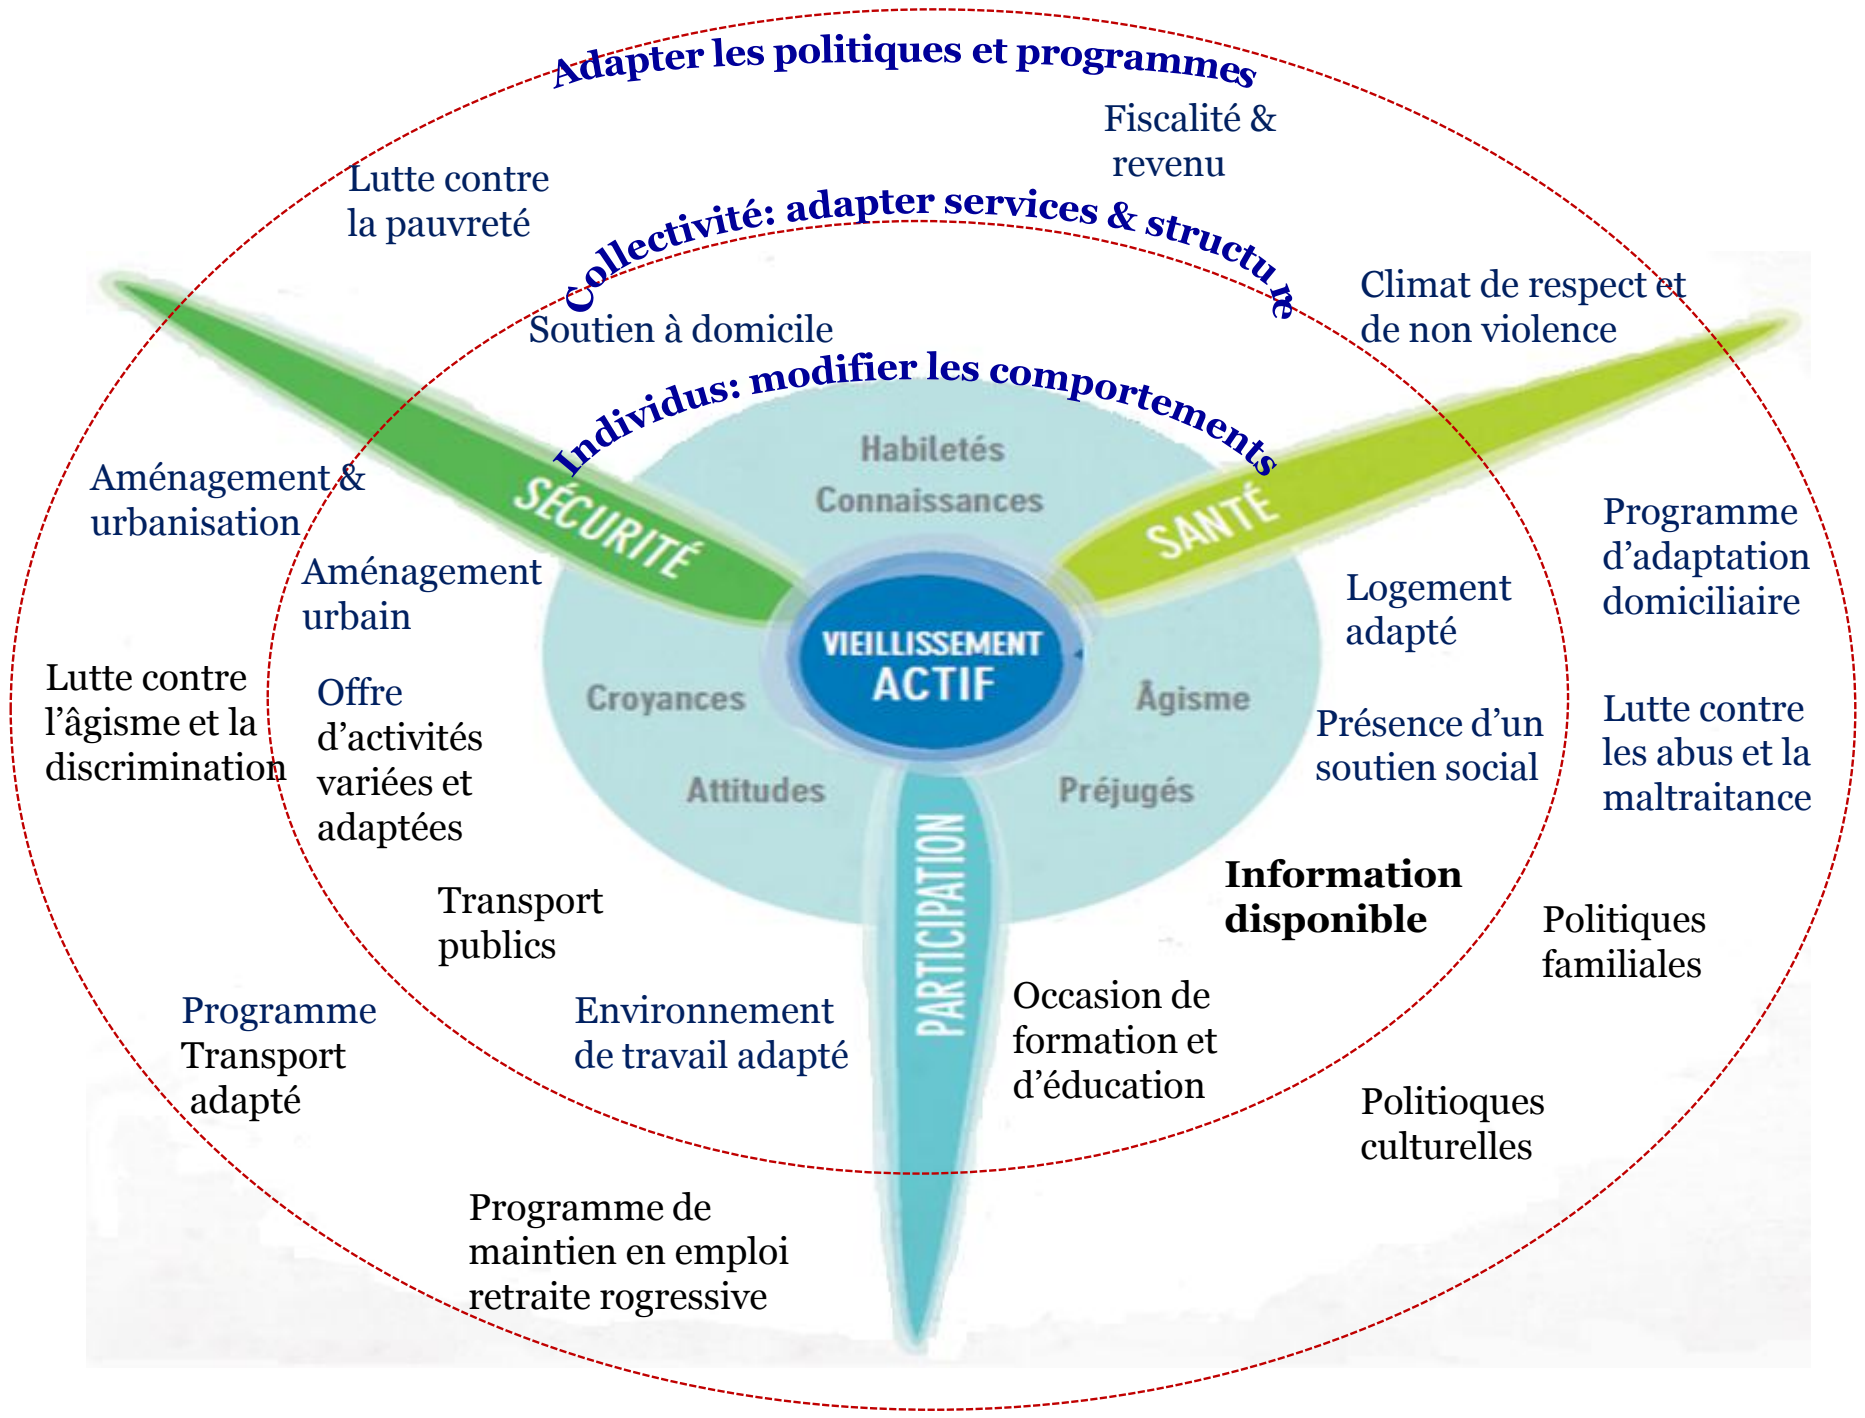 Adapter les politiques et programmes
Fiscalité &
revenu
Lutte contre
la pauvreté
Collectivité: adapter services & structure
Climat de respect et
de non violence
Soutien à domicile
Individus: modifier les comportements
Habiletés
Connaissances
SÉCURITÉ
SANTÉ
Aménagement &
urbanisation
Programme
d’adaptation
domiciliaire
Aménagement
urbain
Logement
adapté
VIEILLISSEMENT
ACTIF
Lutte contre
l’âgisme et la
discrimination
Offre
d’activités
variées et
adaptées
Croyances
Âgisme
Présence d’un
soutien social
Lutte contre
les abus et la
maltraitance
Attitudes
Préjugés
PARTICIPATION
Transport
publics
Information
disponible
Politiques
familiales
Programme
Transport
adapté
Environnement
de travail adapté
Occasion de
formation et
d’éducation
Politioques
culturelles
Programme de
maintien en emploi
retraite rogressive